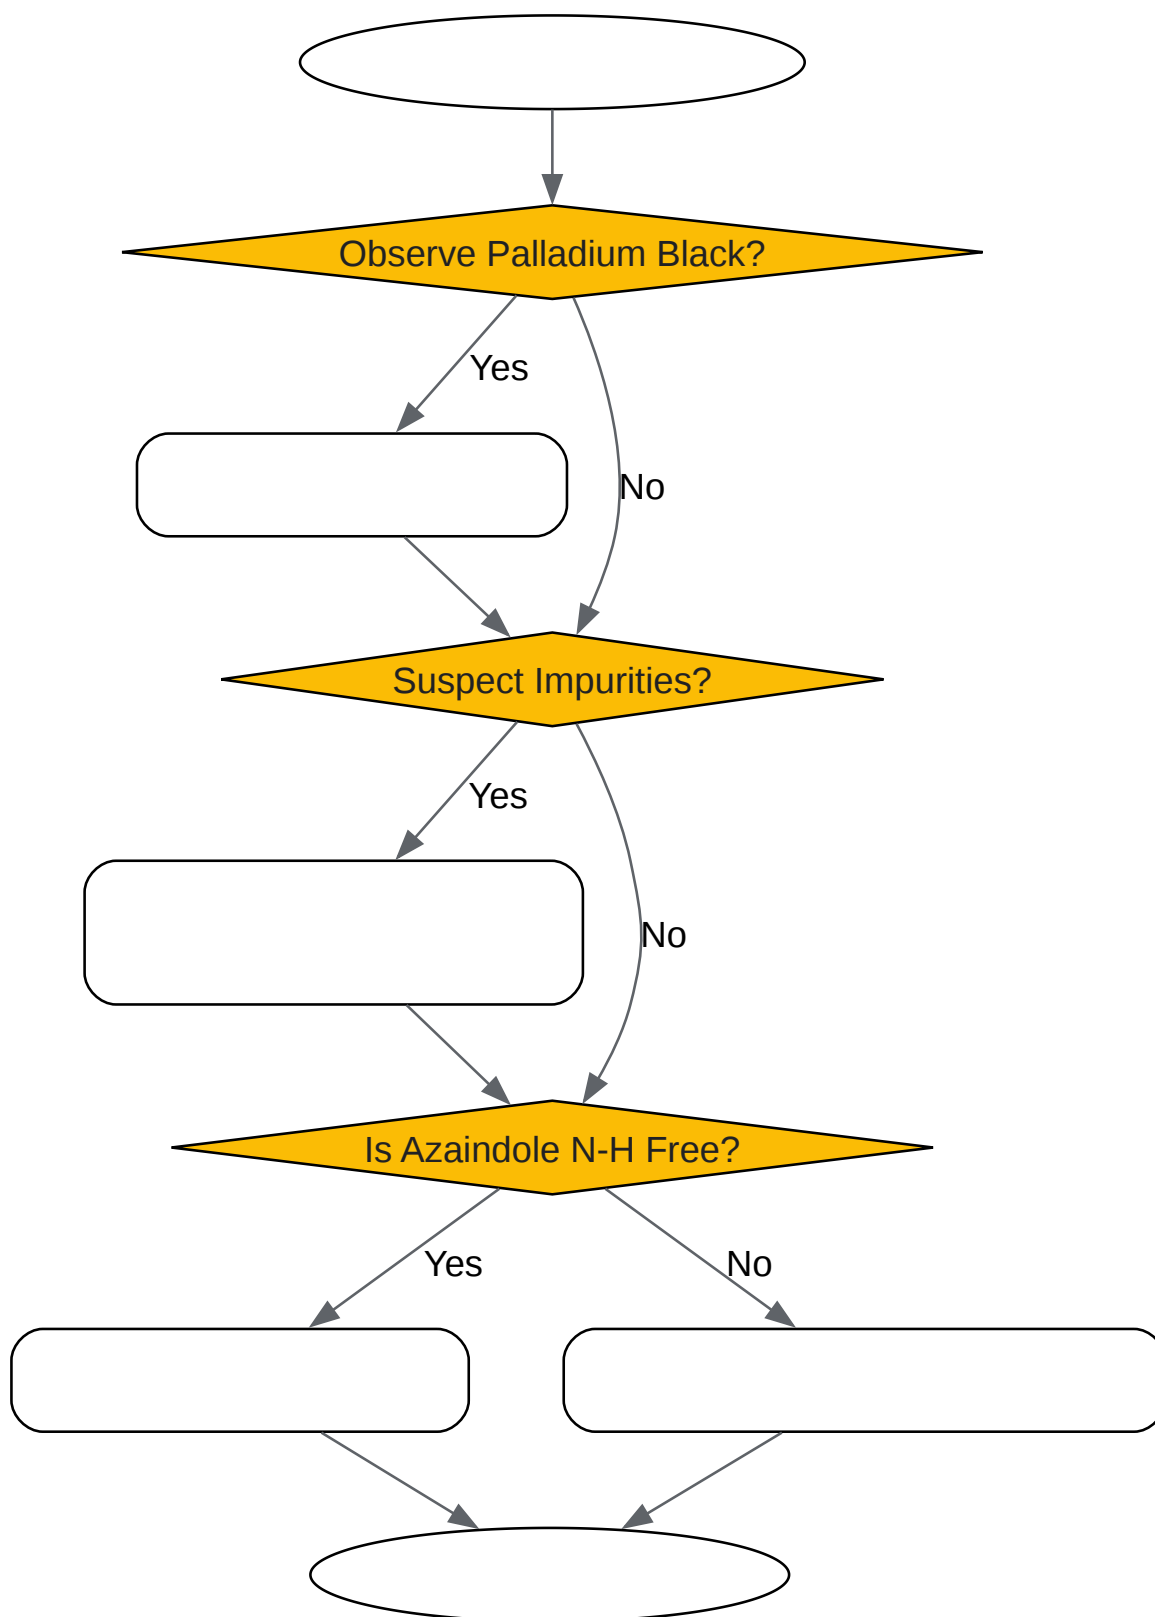 Observe Palladium Black?
Yes
No
Suspect Impurities?
Yes
No
Is Azaindole N-H Free?
Yes
No